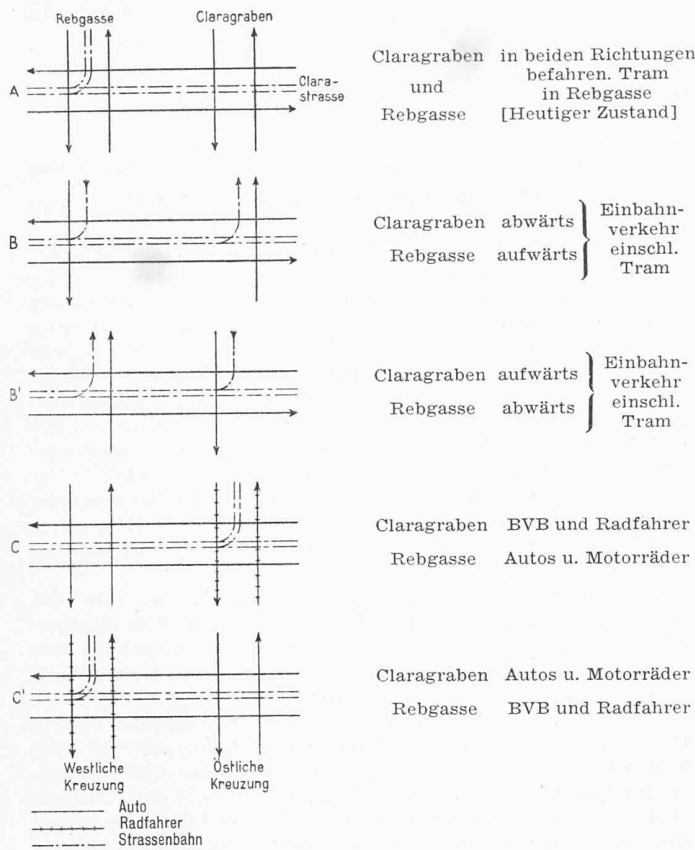 Rebgasse
Claragraben
A
Clara-
strasse
Claragraben in beiden Richtungen
befahren. Tram
und
in Rebgasse
Rebgasse [Heutiger Zustand]
B
Claragraben abwärts
Rebgasse aufwärts
Einbahn-
verkehr
einschl.
Tram
B'
Claragraben aufwärts
Rebgasse abwärts
Einbahn-
verkehr
einschl.
Tram
C
Claragraben BVB und Radfahrer
Rebgasse Autos u. Motorräder
C'
Claragraben Autos u. Motorräder
Rebgasse BVB und Radfahrer
Westliche
Kreuzung
Östliche
Kreuzung
Auto
Radfahrer
Strassenbahn